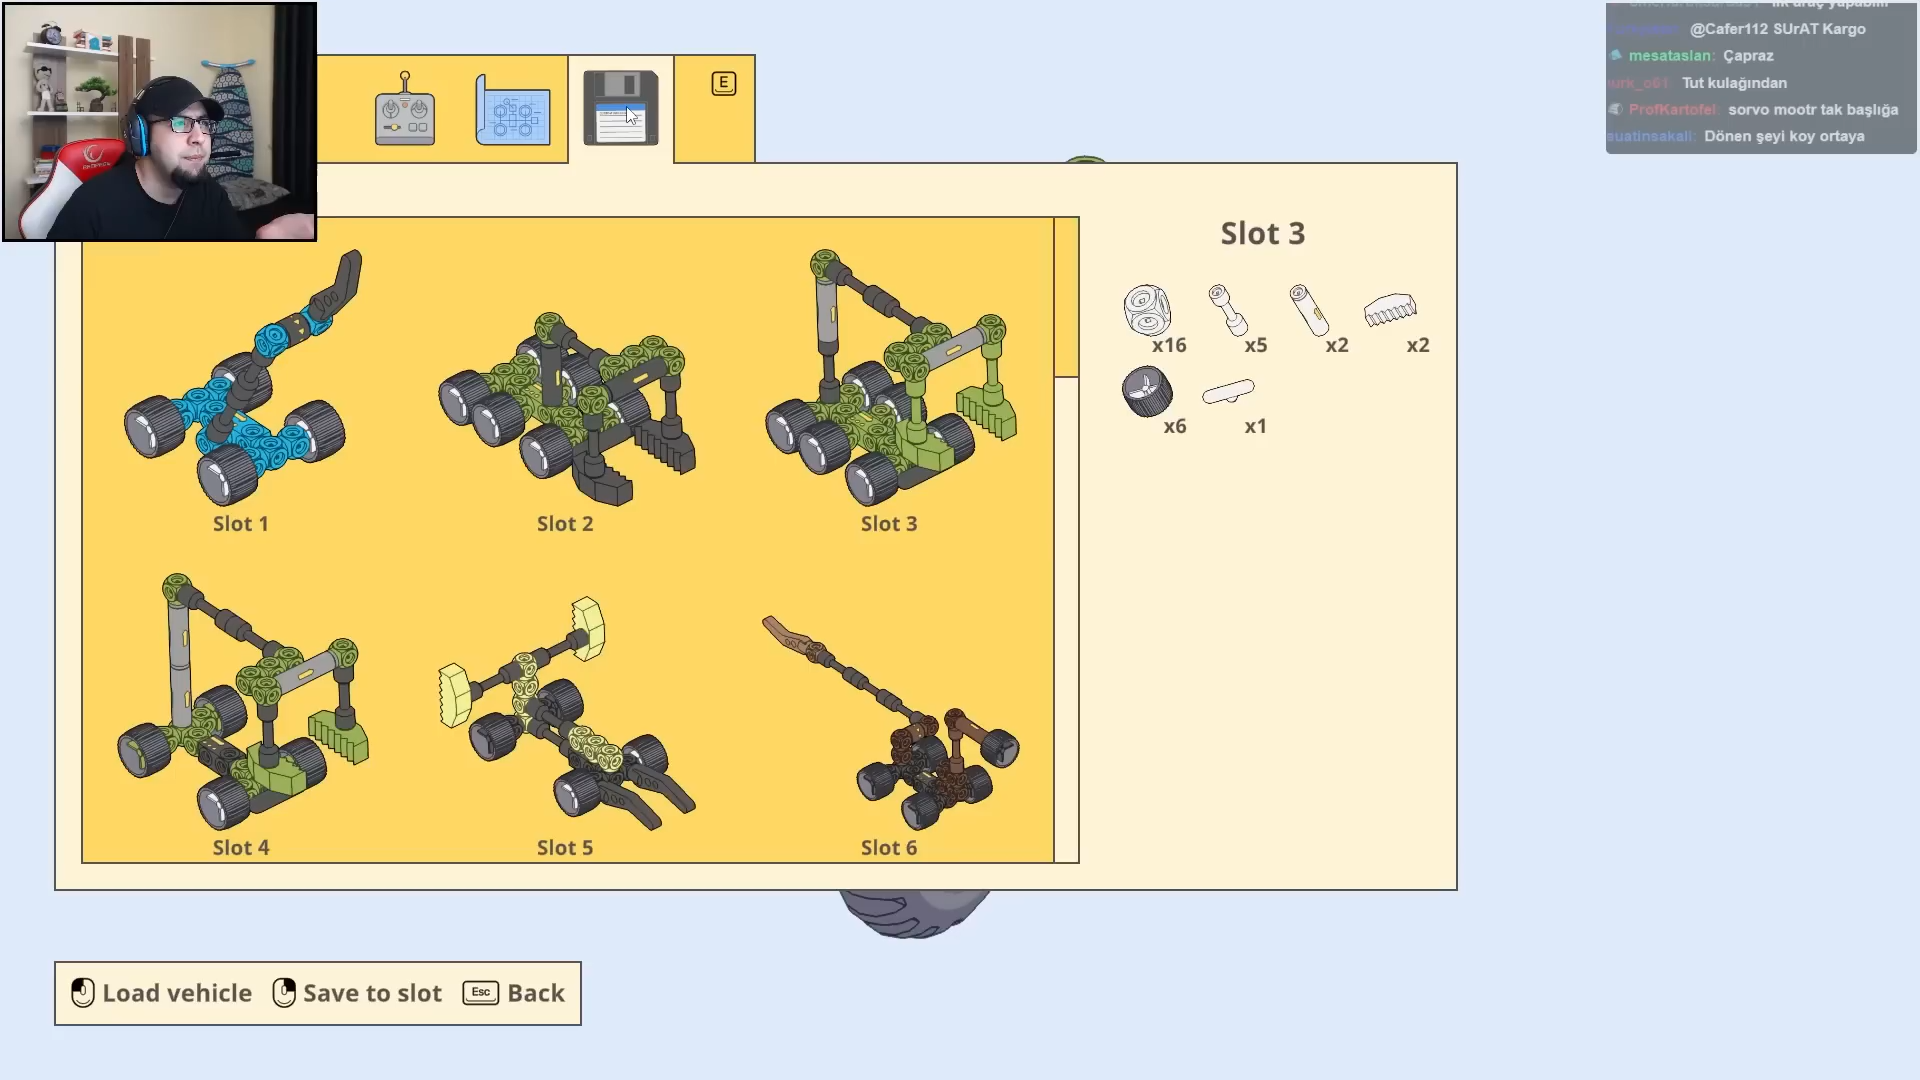 @Cafer112 SUrAT Kargo
mesataslan: Çapraz
Tut kulağından
ProfKartofel: sorvo mootr tak başlığa
suatinsakali: Dönen şeyi koy ortaya
E
Slot 3
x16 x5 x2 x2
x6 x1
Slot 1 Slot 2 Slot 3
Slot 4 Slot 5 Slot 6
Load vehicle Save to slot Esc Back